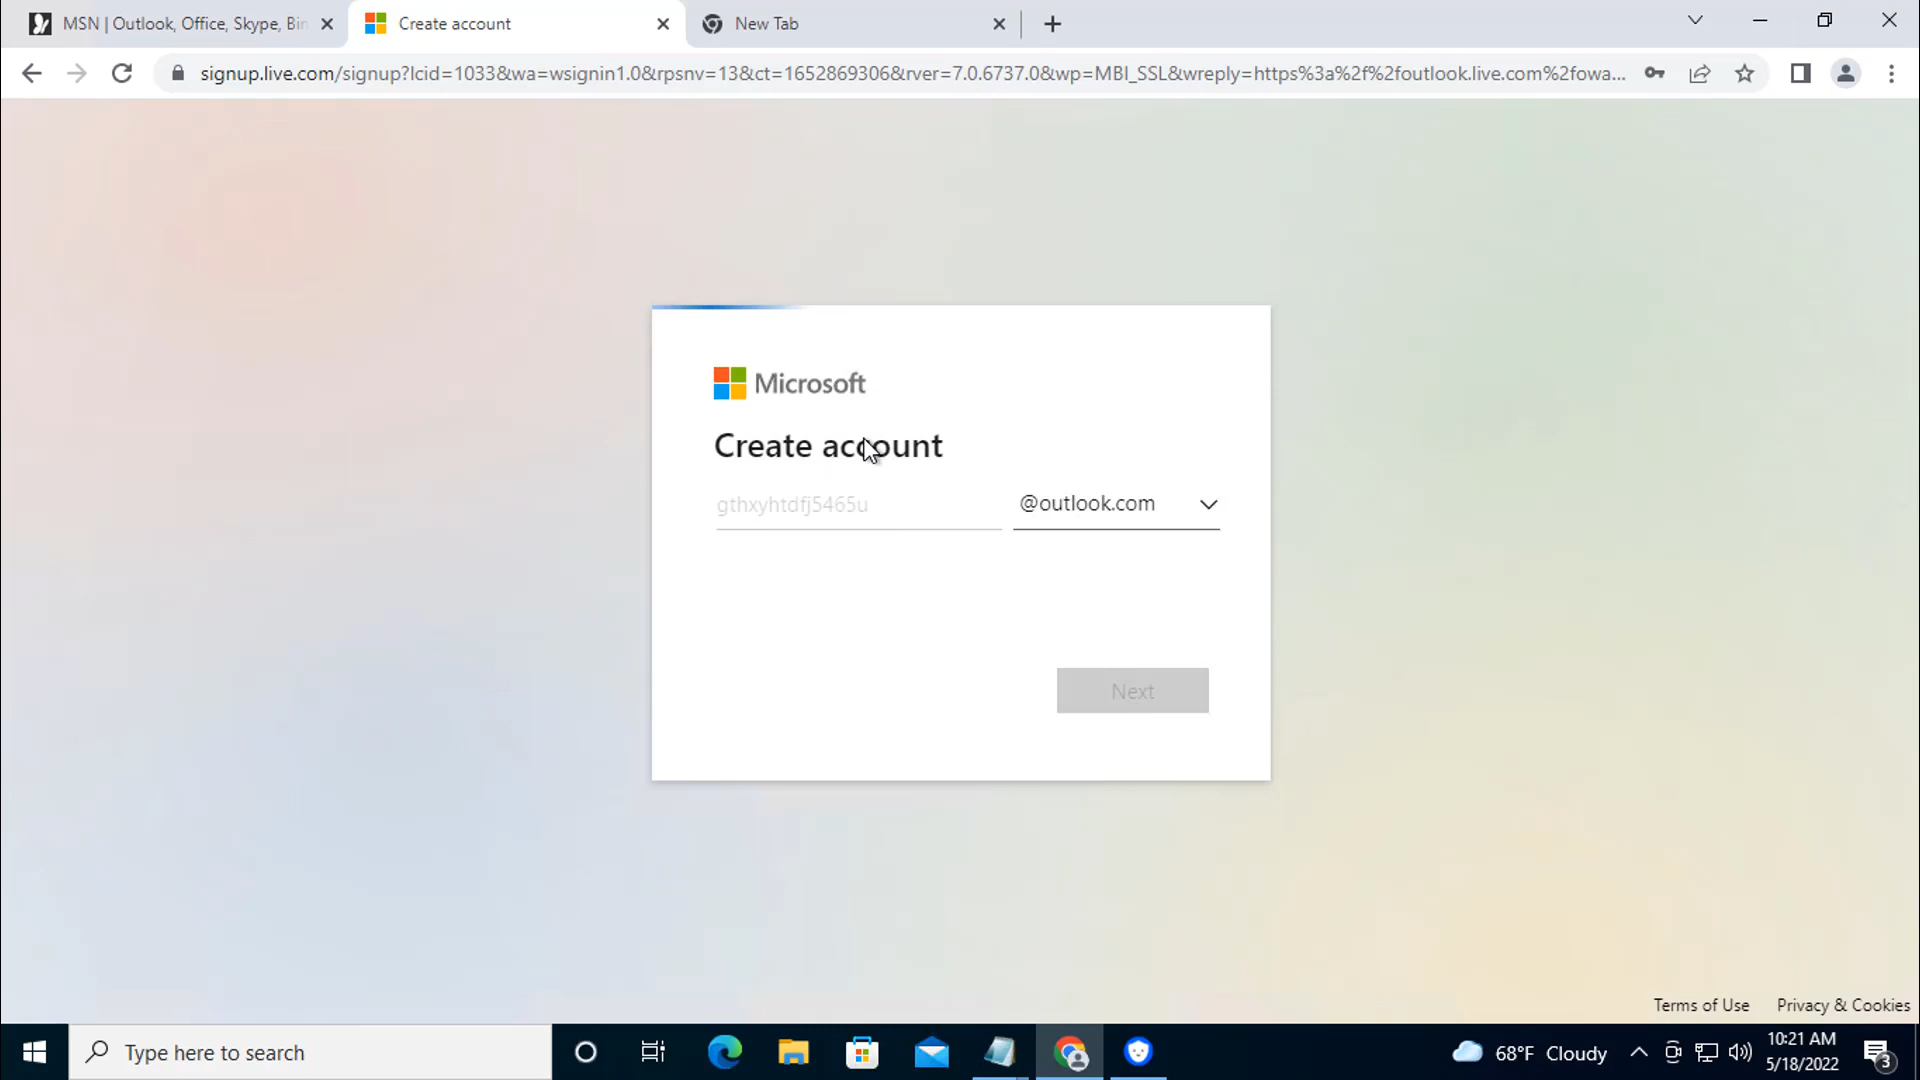 MSN | Outlook, Office, Skype, Bin
Create account
New Tab
signup.live.com/signup?lcid=1033&wa=wsignin1.0&rpsnv=13&ct=1652869306&rver=7.0.6737.0&wp=MBI_SSL&wreply=https%3a%2f%2foutlook.live.com%2fowa...
Microsoft
Create account
gthxyhtdfj5465u
@outlook.com
Next
Terms of Use
Privacy & Cookies
Type here to search
68°F Cloudy
10:21 AM
5/18/2022
3